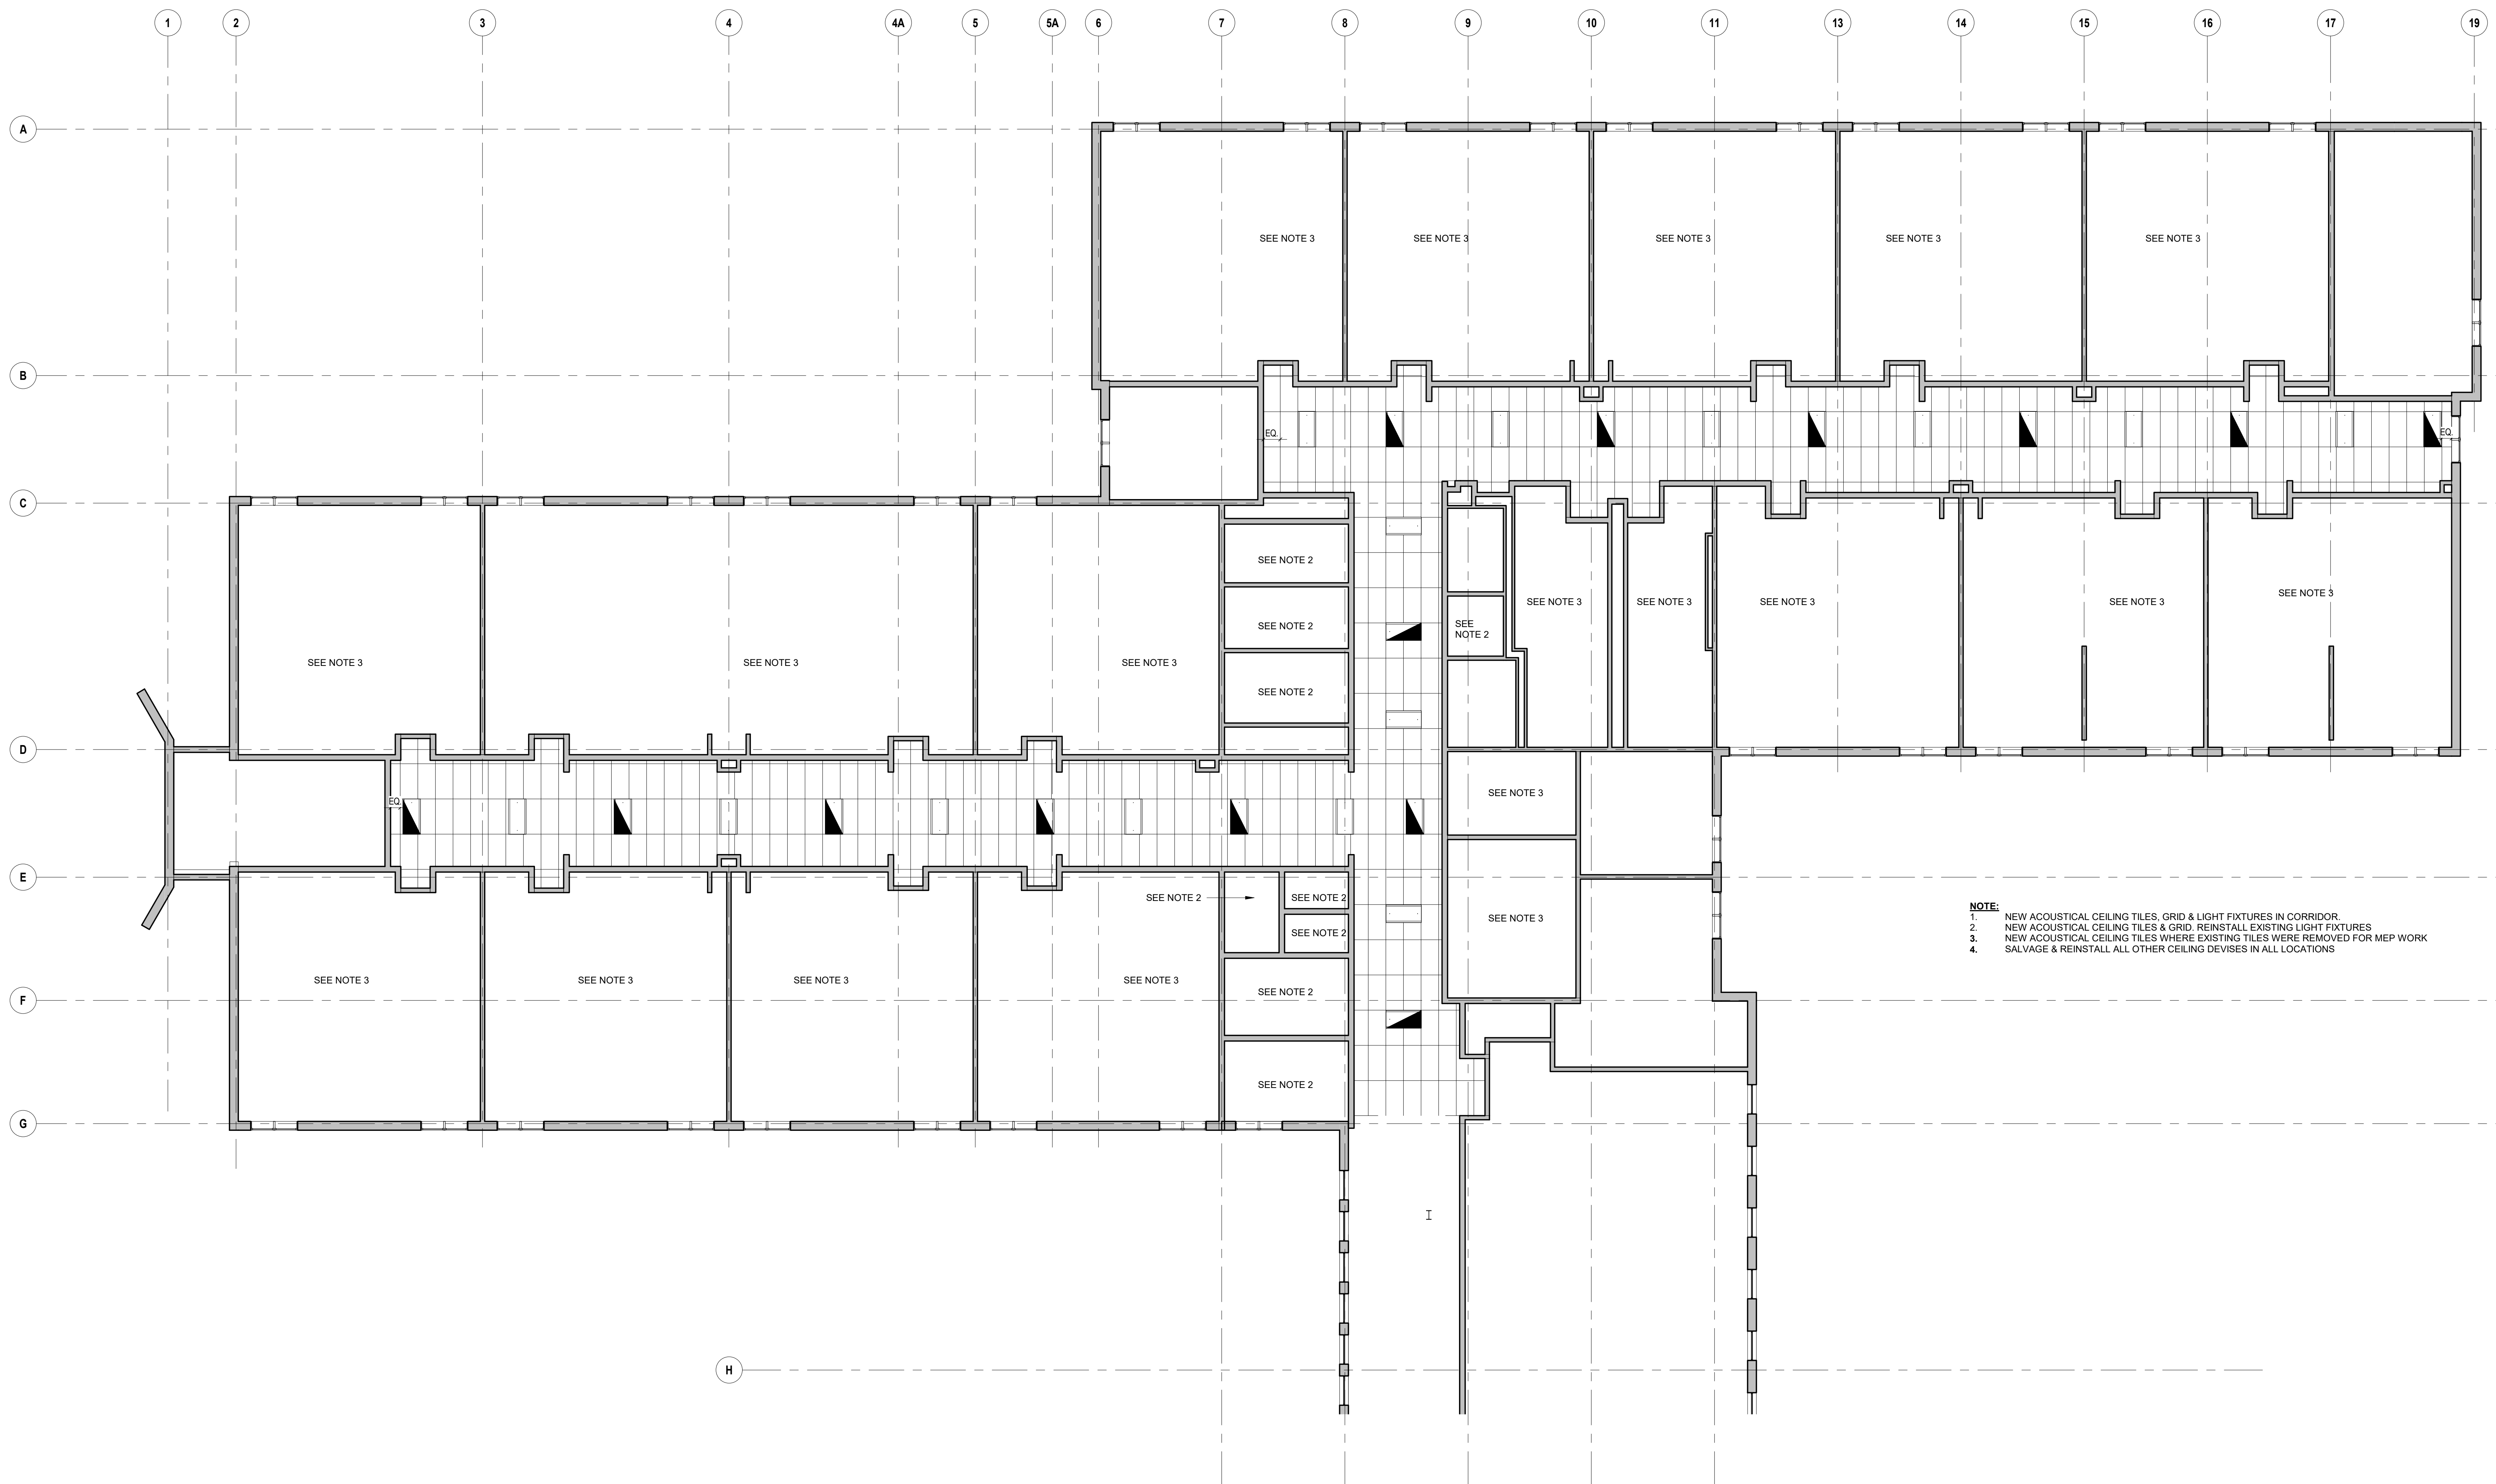 1 2 3 4 4A 5 5A 6 7 8 9 10 11 13 14 15 16 17 19
A
SEE NOTE 3 SEE NOTE 3 SEE NOTE 3 SEE NOTE 3 SEE NOTE 3
B
EQ. EQ.
C
SEE NOTE 2
SEE NOTE 3 SEE NOTE 3 SEE NOTE 3 SEE NOTE 3 SEE NOTE 3
SEE NOTE 2
SEE
NOTE 2
SEE NOTE 3 SEE NOTE 3 SEE NOTE 3
SEE NOTE 2
D
SEE NOTE 3
EQ.
E
SEE NOTE 2 SEE NOTE 2
SEE NOTE 3
SEE NOTE 2
SEE NOTE 3 SEE NOTE 3 SEE NOTE 3 SEE NOTE 3
SEE NOTE 2
F
SEE NOTE 2
G
H
NOTE:
1. NEW ACOUSTICAL CEILING TILES, GRID & LIGHT FIXTURES IN CORRIDOR.
2. NEW ACOUSTICAL CEILING TILES & GRID. REINSTALL EXISTING LIGHT FIXTURES
3. NEW ACOUSTICAL CEILING TILES WHERE EXISTING TILES WERE REMOVED FOR MEP WORK
4. SALVAGE & REINSTALL ALL OTHER CEILING DEVISES IN ALL LOCATIONS